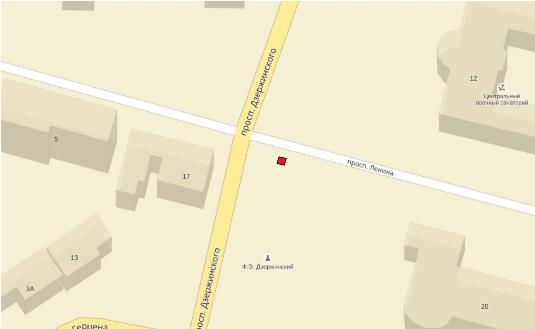 просп. Дзержинского
12
Центральный
военный санаторий
5
просп. Ленина
17
13
Ф.Э. Дзержинский
3А
просп. Дзержинского
20